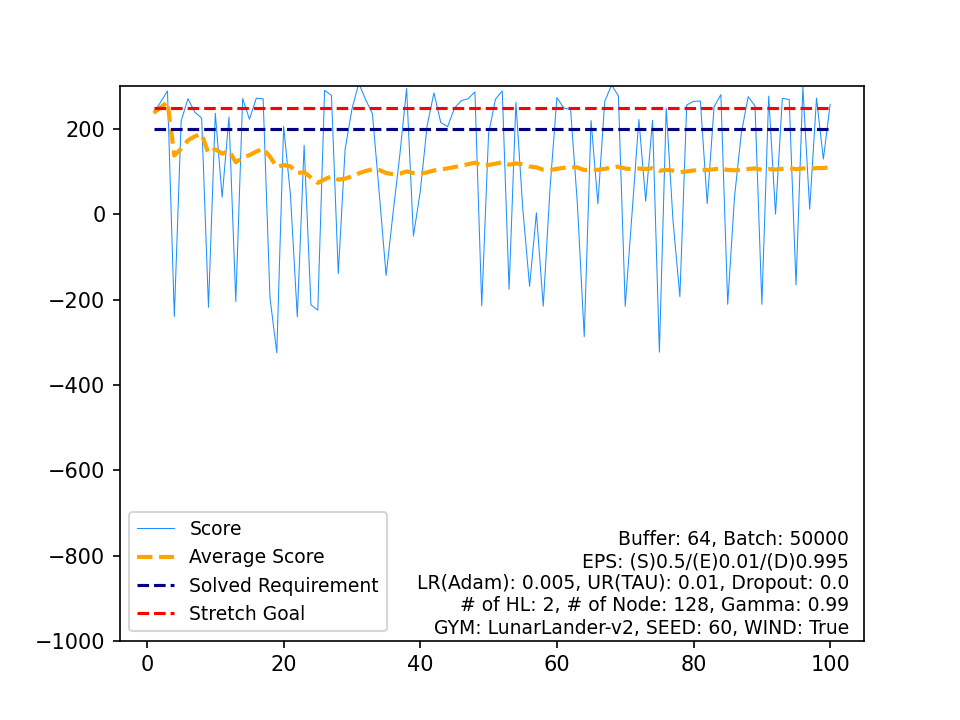 200
0
−200
−400
−600
−800
−1000
0
20
40
60
80
100
Score
Average Score
Solved Requirement
Stretch Goal
Buffer: 64, Batch: 50000
EPS: (S)0.5/(E)0.01/(D)0.995
LR(Adam): 0.005, UR(TAU): 0.01, Dropout: 0.0
# of HL: 2, # of Node: 128, Gamma: 0.99
GYM: LunarLander-v2, SEED: 60, WIND: True